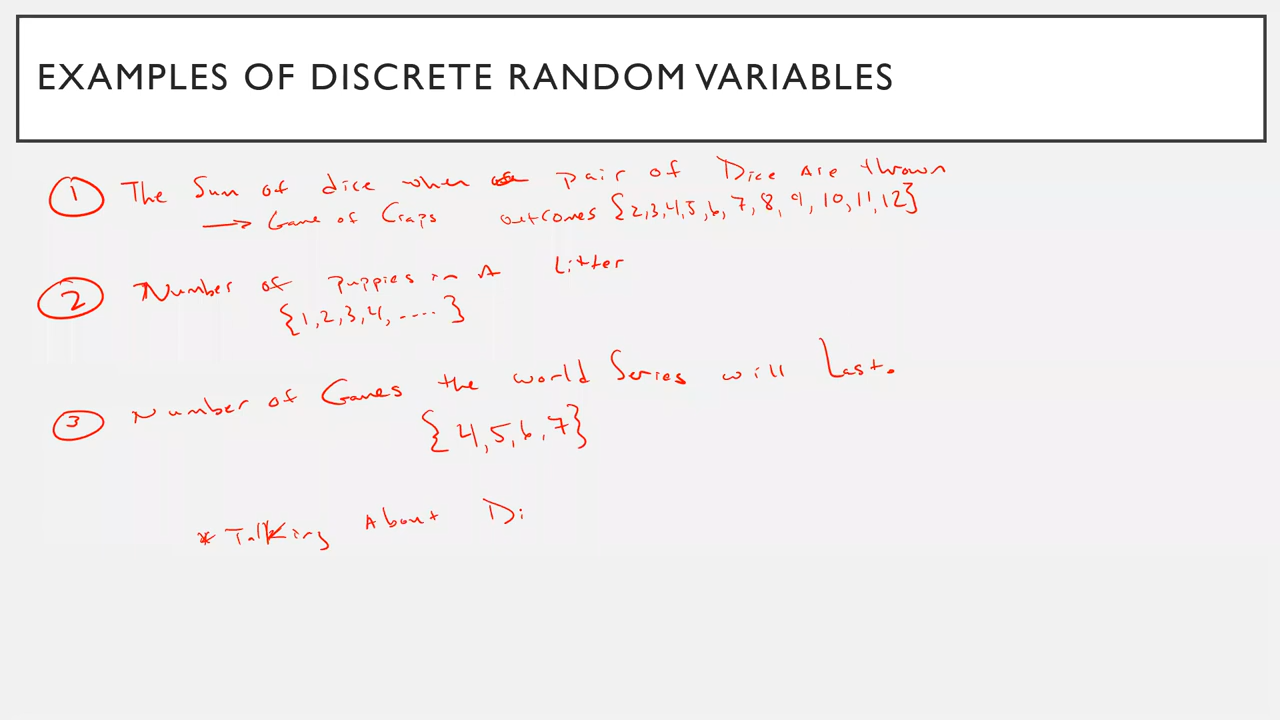 EXAMPLES OF DISCRETE RANDOM VARIABLES
① The Sum of dice when pair of Dice are thrown
→ Game of Craps outcomes {2,3,4,5,6,7,8,9,10,11,12}
② Number of puppies in A Litter
{1,2,3,4,....}
③ Number of Games the world Series will Last.
{4,5,6,7}
* Talking About Di